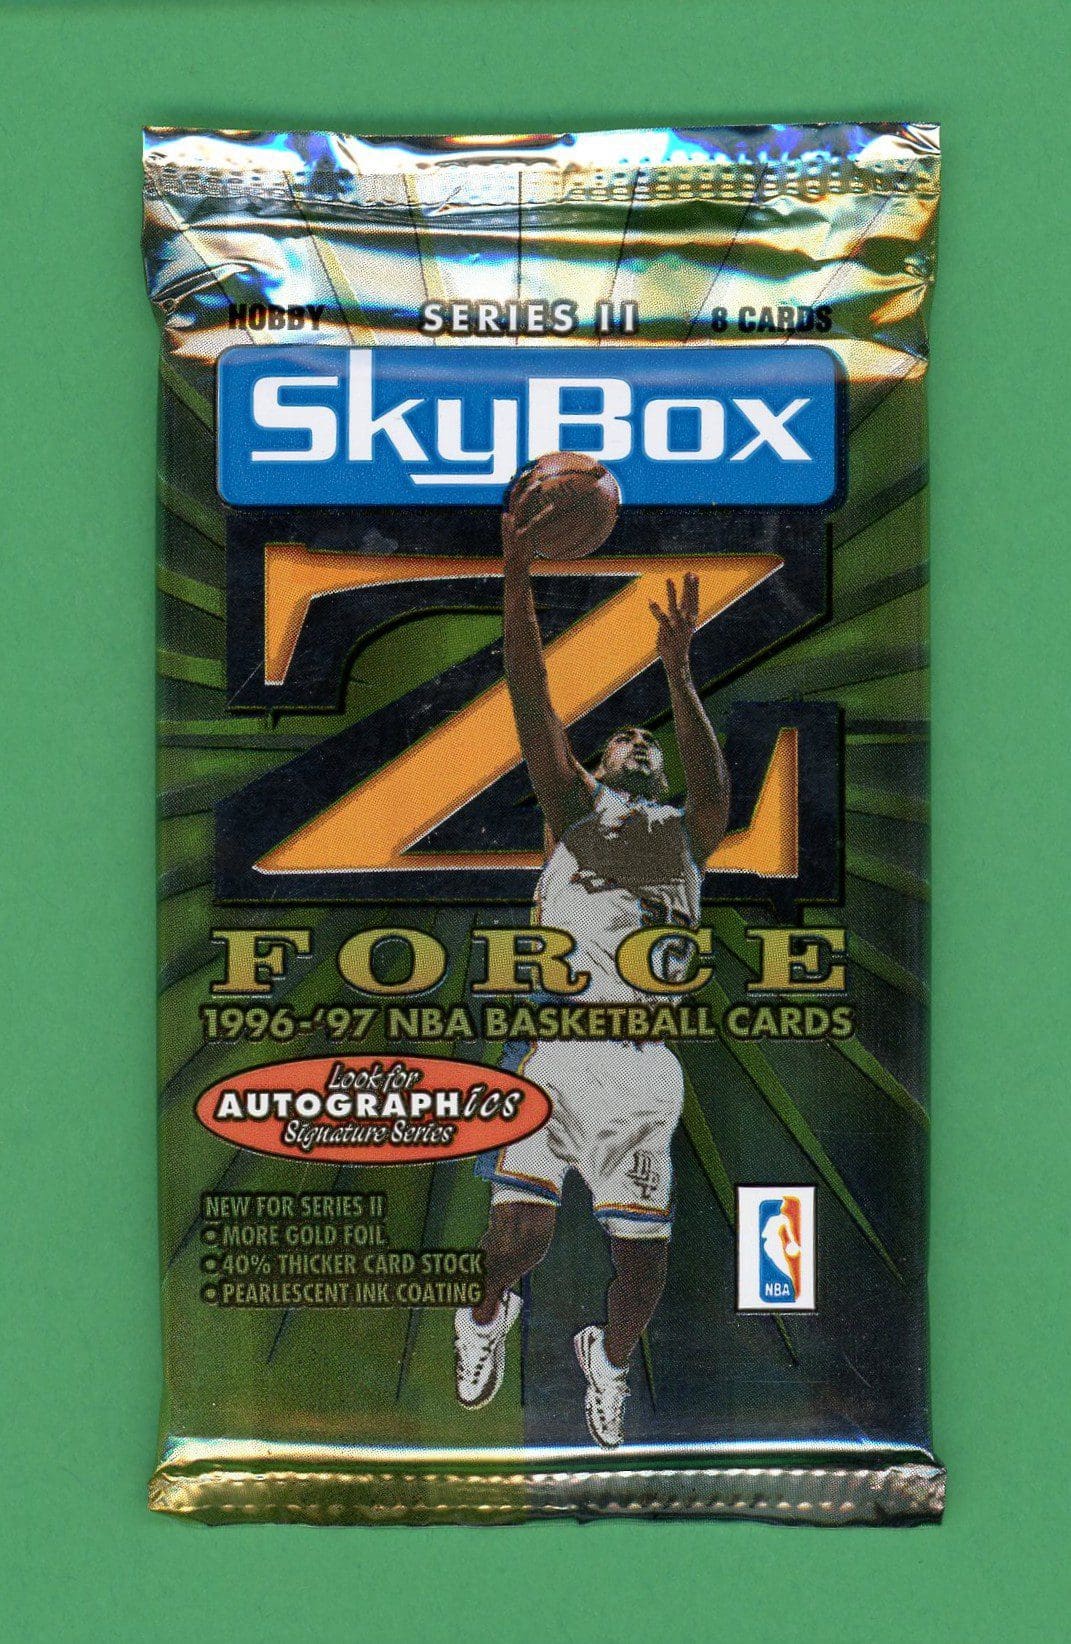 HOBBY SERIES II 8 CARDS
SkyBox
Z
FORCE
1996-'97 NBA BASKETBALL CARDS
Look for
AUTOGRAPHics
Signature Series
NEW FOR SERIES II
MORE GOLD FOIL
40% THICKER CARD STOCK
PEARLESCENT INK COATING
NBA